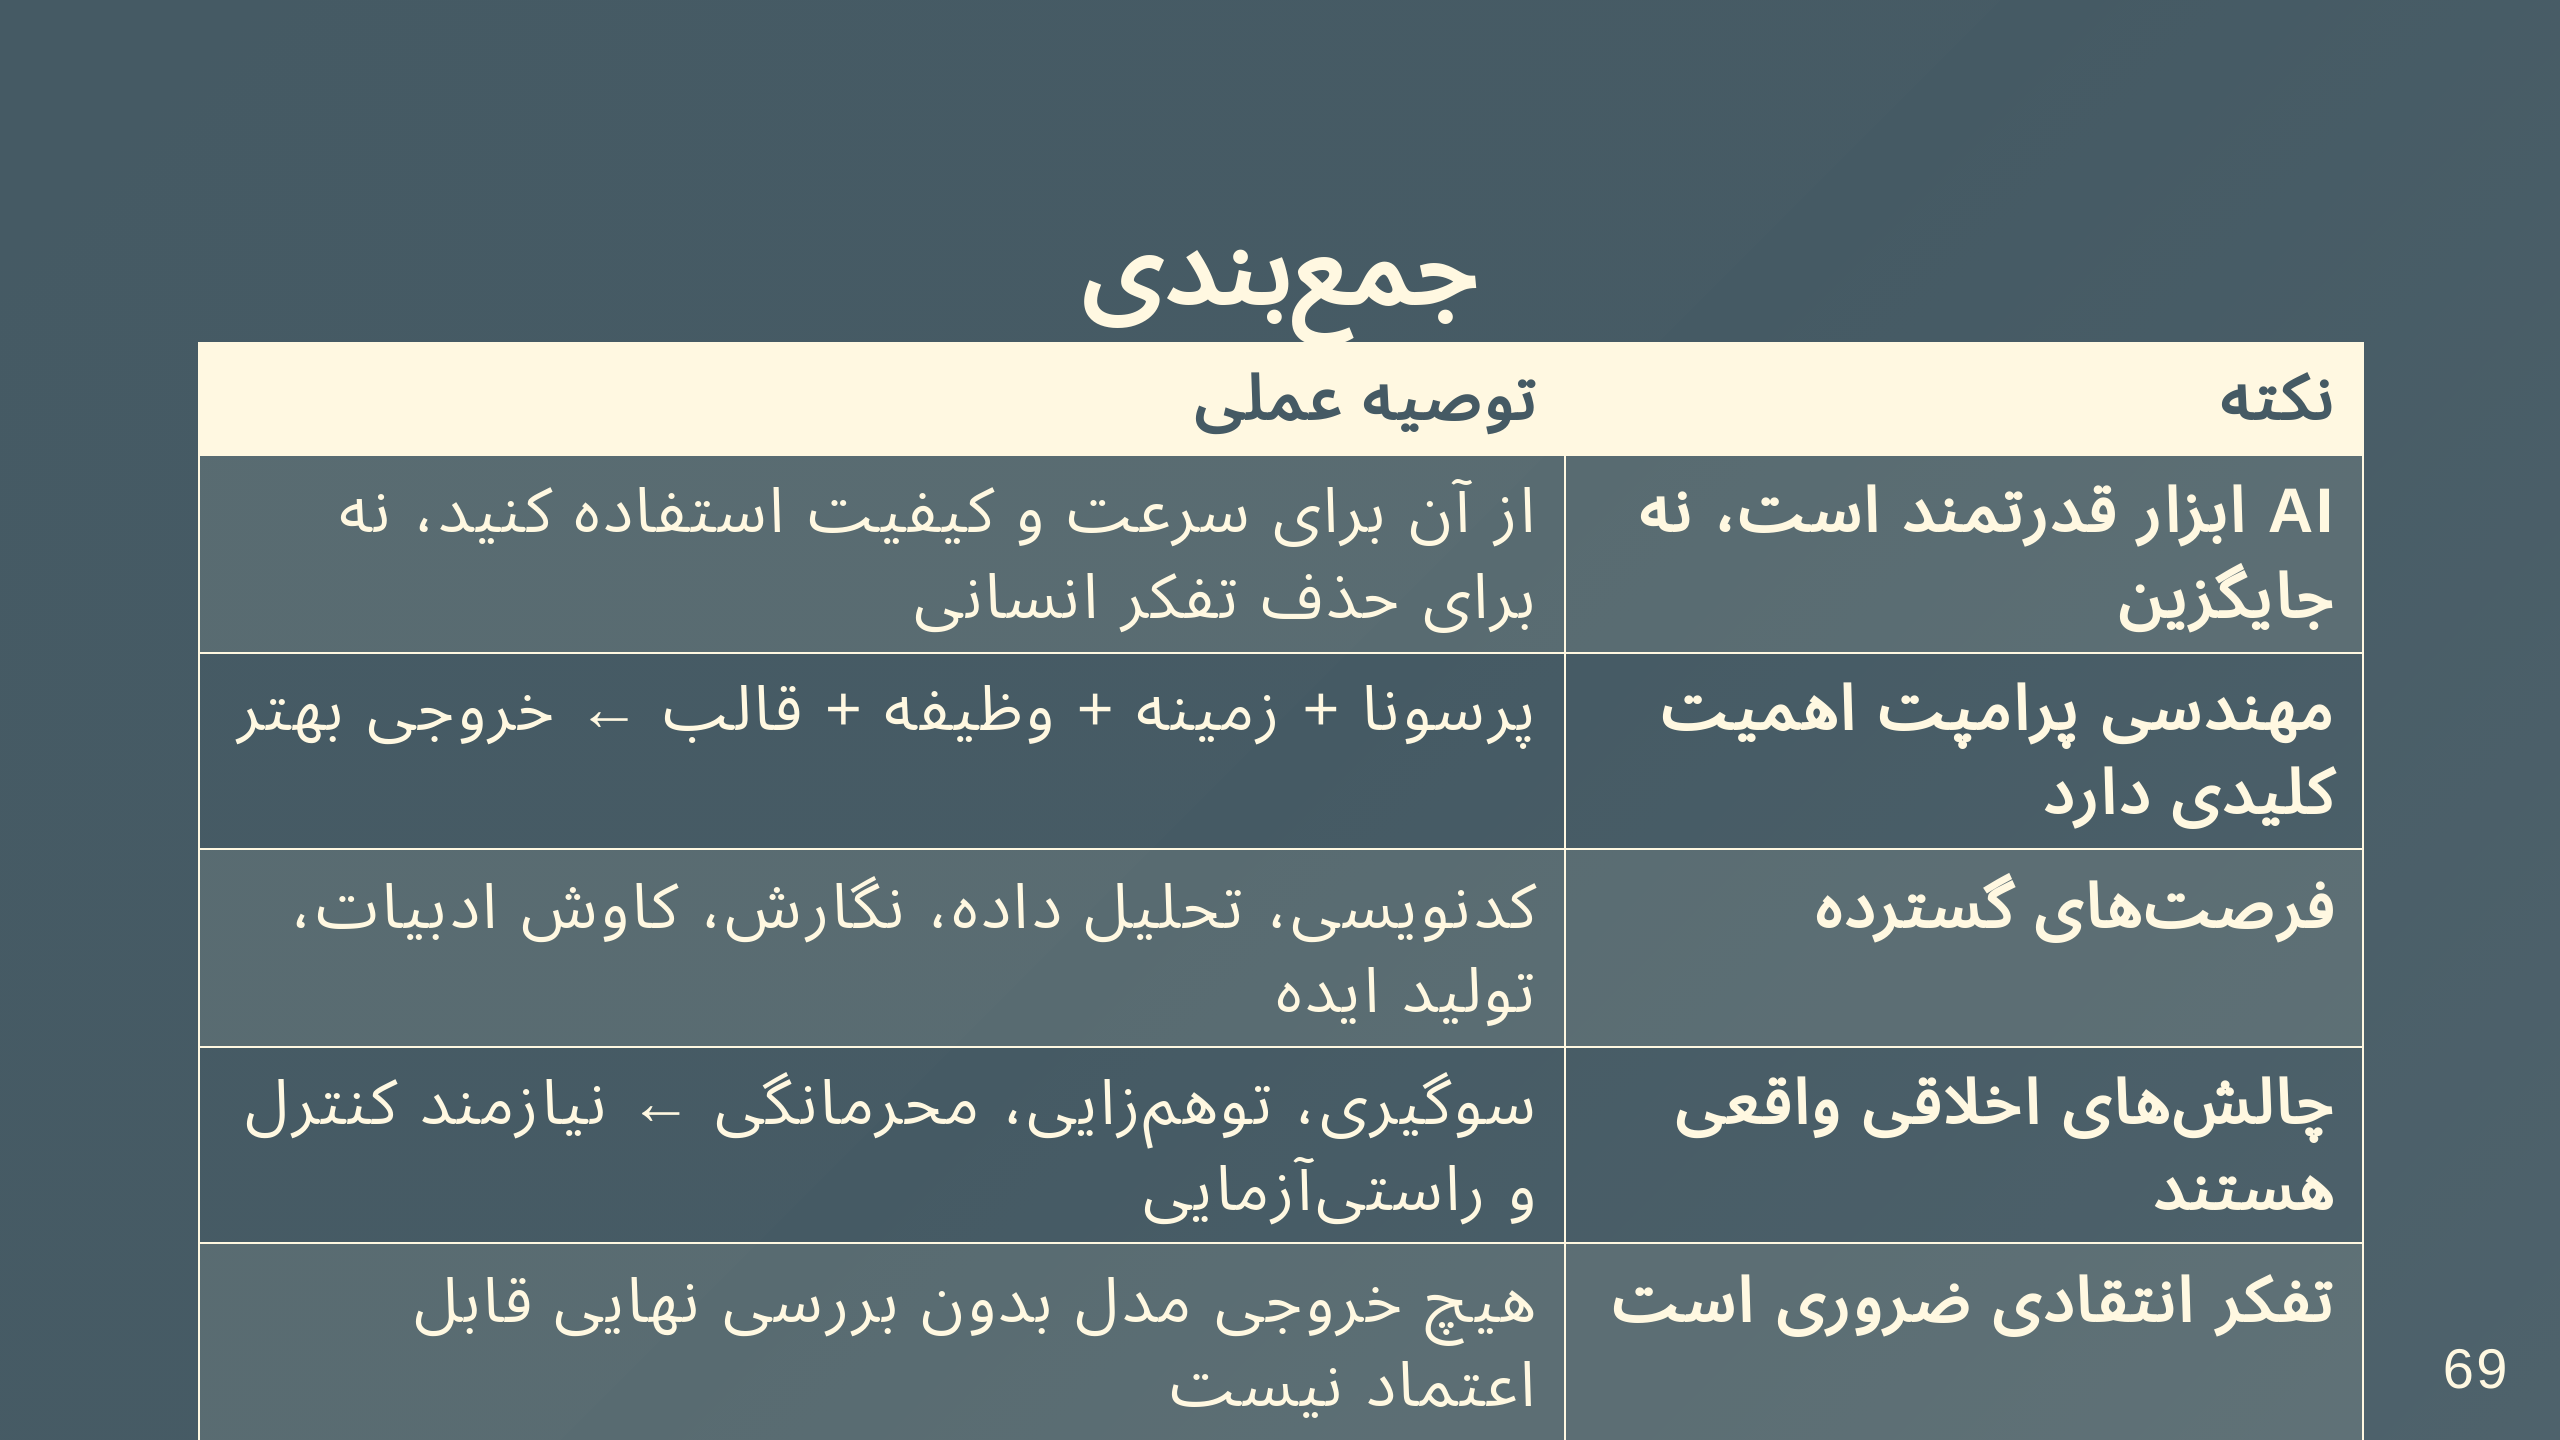 جمع‌بندی
نکته
توصیه عملی
AI ابزار قدرتمند است، نه
جایگزین
از آن برای سرعت و کیفیت استفاده کنید، نه
برای حذف تفکر انسانی
مهندسی پرامپت اهمیت
کلیدی دارد
پرسونا + زمینه + وظیفه + قالب ← خروجی بهتر
فرصت‌های گسترده
کدنویسی، تحلیل داده، نگارش، کاوش ادبیات،
تولید ایده
چالش‌های اخلاقی واقعی
هستند
سوگیری، توهم‌زایی، محرمانگی ← نیازمند کنترل
و راستی‌آزمایی
تفکر انتقادی ضروری است
هیچ خروجی مدل بدون بررسی نهایی قابل
اعتماد نیست
69